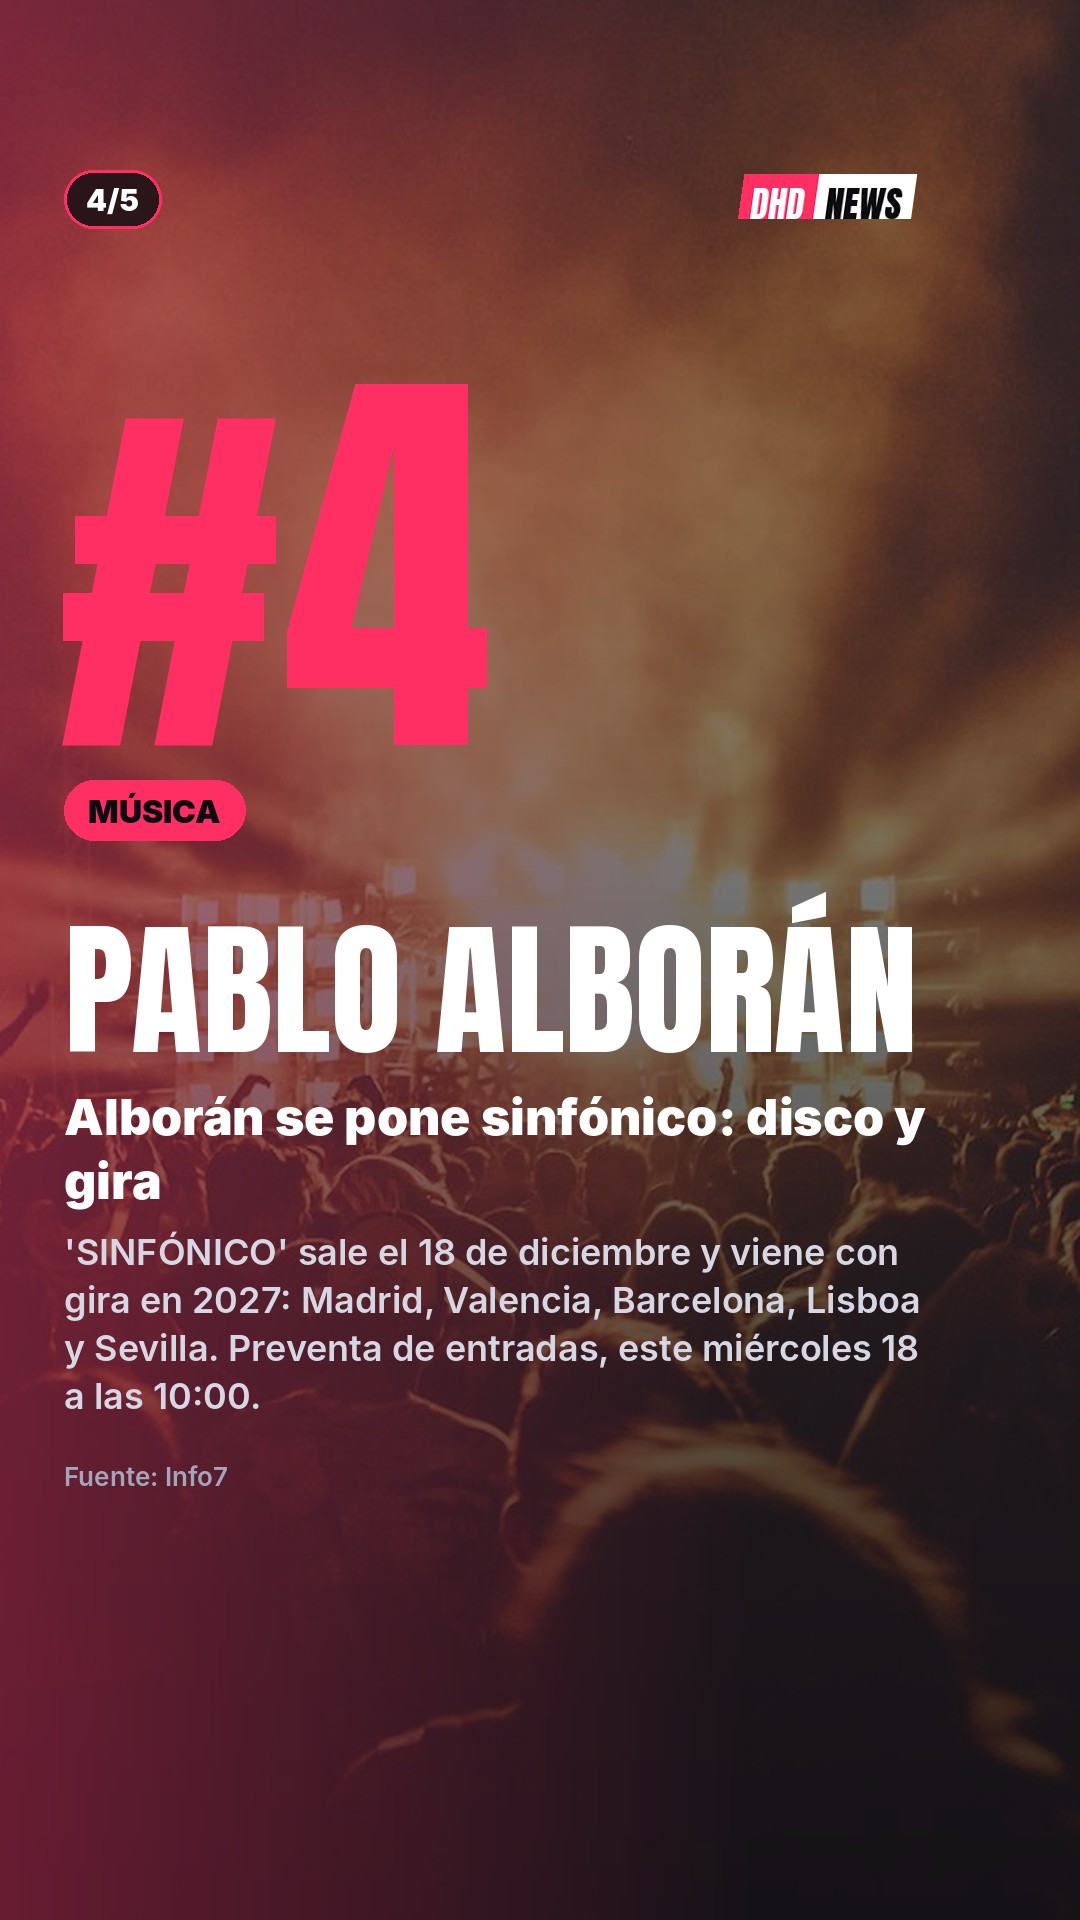 4/5
DHD NEWS
#4
MÚSICA
PABLO ALBORÁN
Alborán se pone sinfónico: disco y
gira
'SINFÓNICO' sale el 18 de diciembre y viene con
gira en 2027: Madrid, Valencia, Barcelona, Lisboa
y Sevilla. Preventa de entradas, este miércoles 18
a las 10:00.
Fuente: Info7